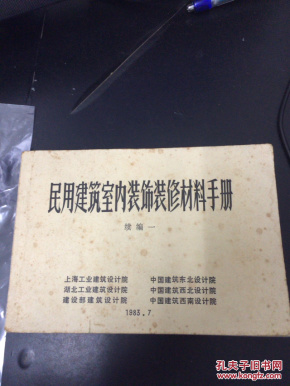 民用建筑室内装饰装修材料手册
续编一
上海工业建筑设计院 中国建筑东北设计院
湖北工业建筑设计院 中国建筑西北设计院
建设部建筑设计院 中国建筑西南设计院
1983.7
孔夫子旧书网